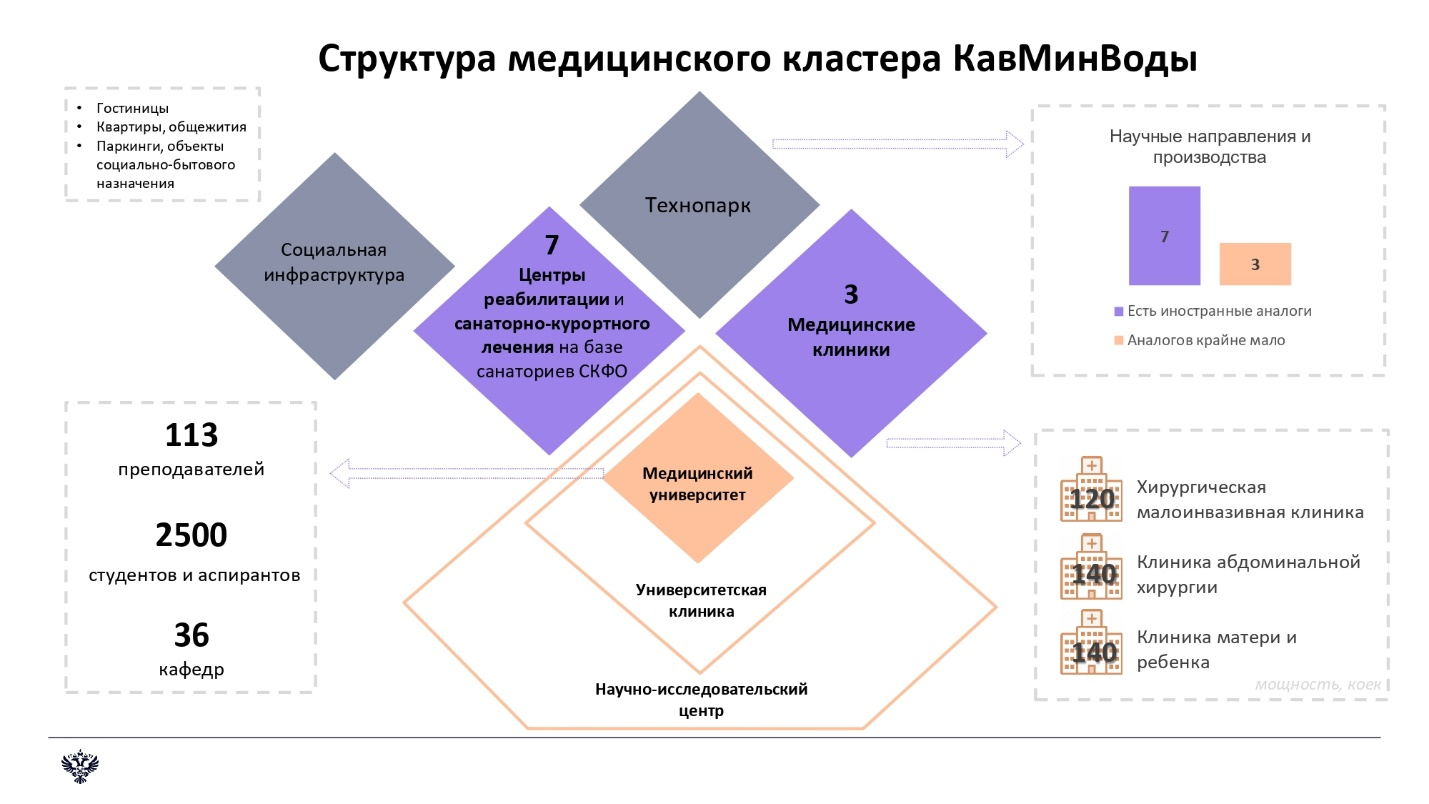 Структура медицинского кластера КавМинВоды
• Гостиницы
• Квартиры, общежития
• Паркинги, объекты
социально-бытового
назначения
Социальная
инфраструктура
7
Центры
реабилитации и
санаторно-курортного
лечения на базе
санаториев СКФО
Технопарк
3
Медицинские
клиники
Научные направления и
производства
7
3
Есть иностранные аналоги
Аналогов крайне мало
113
преподавателей
2500
студентов и аспирантов
36
кафедр
Медицинский
университет
Университетская
клиника
Научно-исследовательский
центр
120
Хирургическая
малоинвазивная клиника
140
Клиника абдоминальной
хирургии
140
Клиника матери и
ребенка
мощность, коек